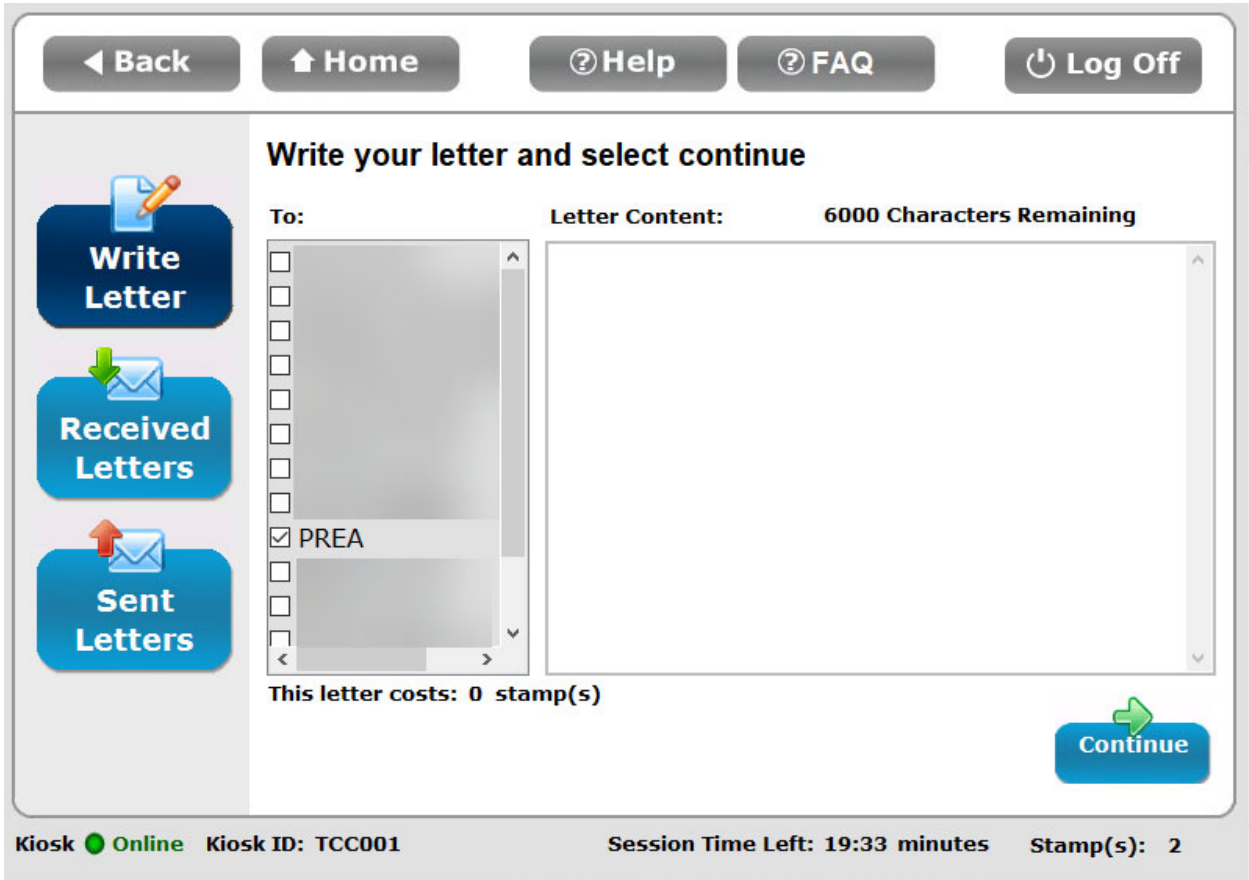 Back Home Help FAQ Log Off
Write your letter and select continue
To: Letter Content: 6000 Characters Remaining
Write
Letter
Received
Letters
Sent
Letters
PREA
This letter costs: 0 stamp(s)
Continue
Kiosk Online Kiosk ID: TCC001 Session Time Left: 19:33 minutes Stamp(s): 2